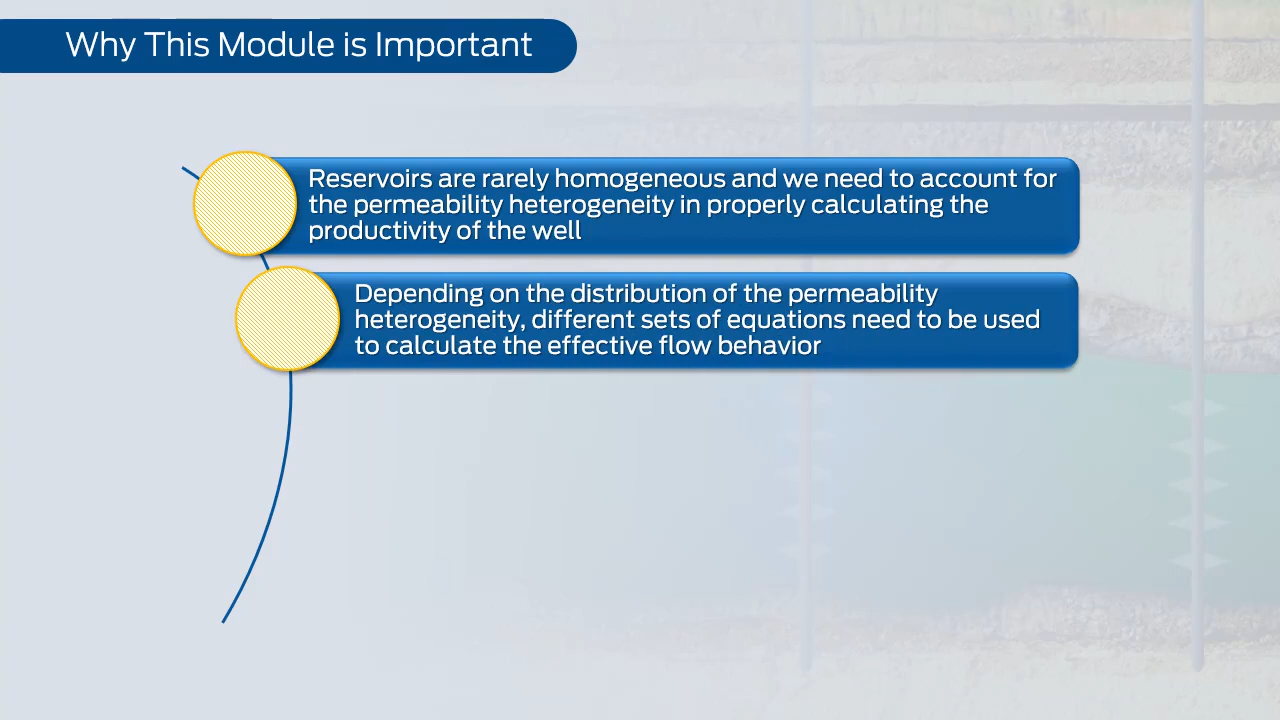 Why This Module is Important
Reservoirs are rarely homogeneous and we need to account for
the permeability heterogeneity in properly calculating the
productivity of the well
Depending on the distribution of the permeability
heterogeneity, different sets of equations need to be used
to calculate the effective flow behavior